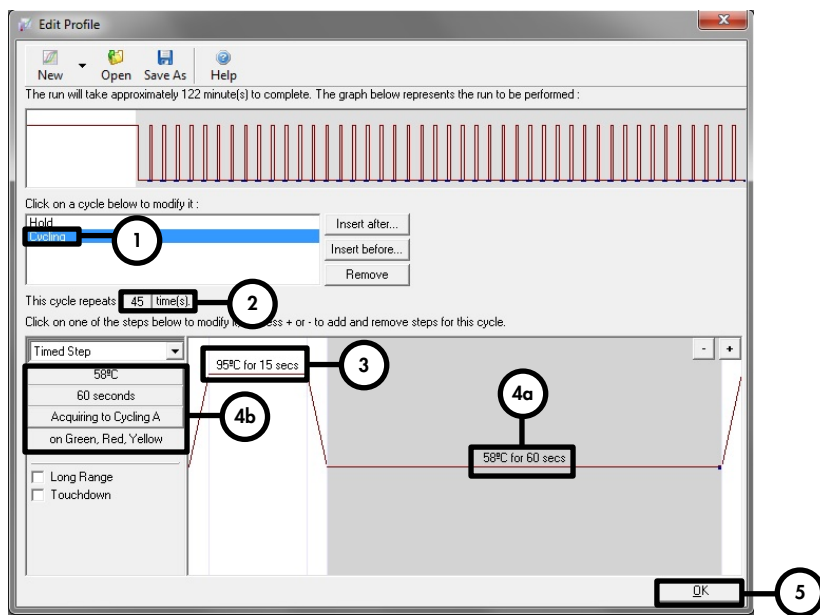 Edit Profile
New Open Save As Help
The run will take approximately 122 minute(s) to complete. The graph below represents the run to be performed :
Click on a cycle below to modify it :
Hold
Cycling
1
Insert after...
Insert before...
Remove
This cycle repeats 45 time(s).
2
Click on one of the steps below to modify it, ss + or - to add and remove steps for this cycle.
Timed Step
58ºC
60 seconds
Acquiring to Cycling A
on Green, Red, Yellow
4b
Long Range
Touchdown
95ºC for 15 secs
3
- +
4a
58ºC for 60 secs
OK
5